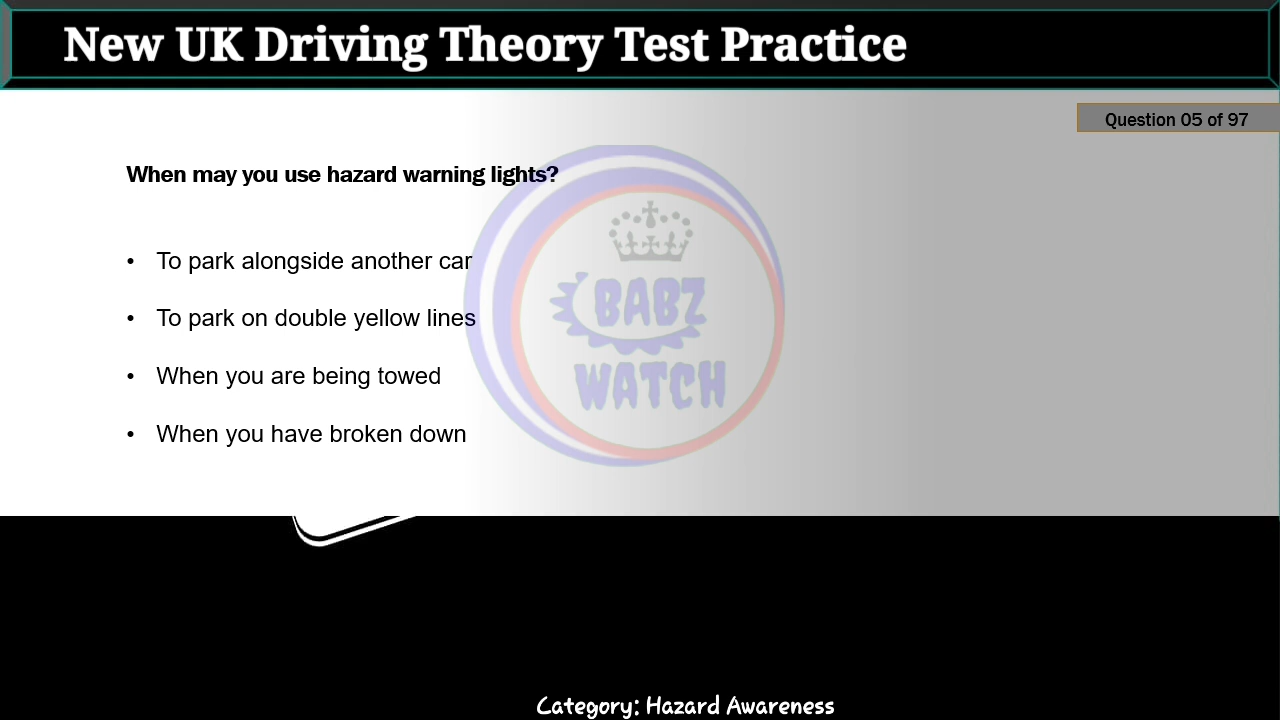 New UK Driving Theory Test Practice
Question 05 of 97
When may you use hazard warning lights?
• To park alongside another car
• To park on double yellow lines
• When you are being towed
• When you have broken down
BABZ
WATCH
Category: Hazard Awareness